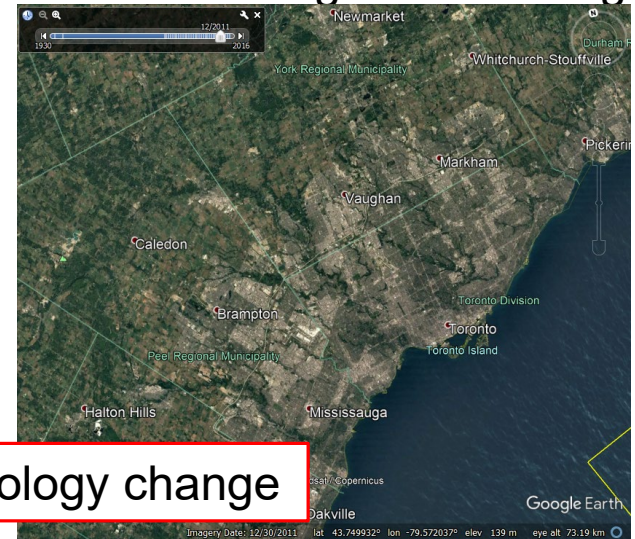 Newmarket
12/2011
1930
2016
York Regional Municipality
Whitchurch-Stouffville
Markham
Vaughan
Caledon
Toronto Division
Brampton
Toronto
Toronto Island
Peel Regional Municipality
Halton Hills
Mississauga
ology change
/ Copernicus
Oakville
Google Earth
Imagery Date: 12/30/2011 lat 43.749932° lon -79.572037° elev 139 m eye alt 73.19 km